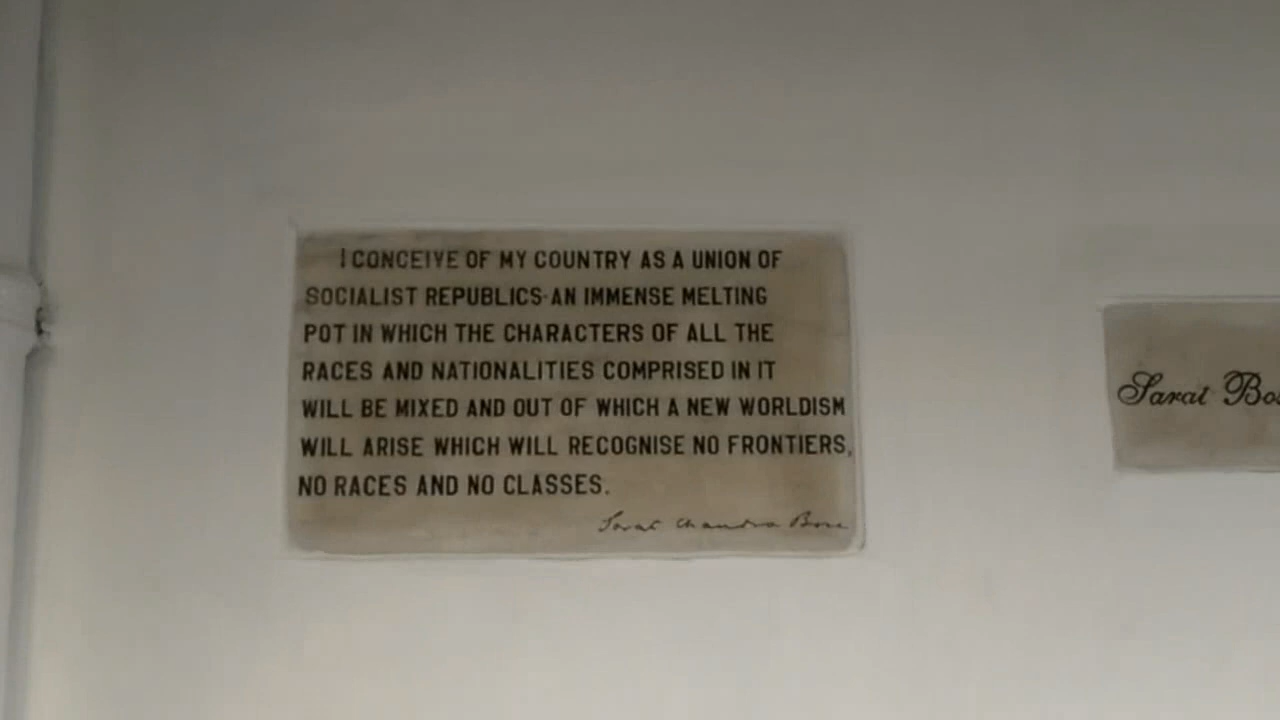 I CONCEIVE OF MY COUNTRY AS A UNION OF
SOCIALIST REPUBLICS-AN IMMENSE MELTING
POT IN WHICH THE CHARACTERS OF ALL THE
RACES AND NATIONALITIES COMPRISED IN IT
WILL BE MIXED AND OUT OF WHICH A NEW WORLDISM
WILL ARISE WHICH WILL RECOGNISE NO FRONTIERS,
NO RACES AND NO CLASSES.
Sarat Chandra Bose
Sarat Bos